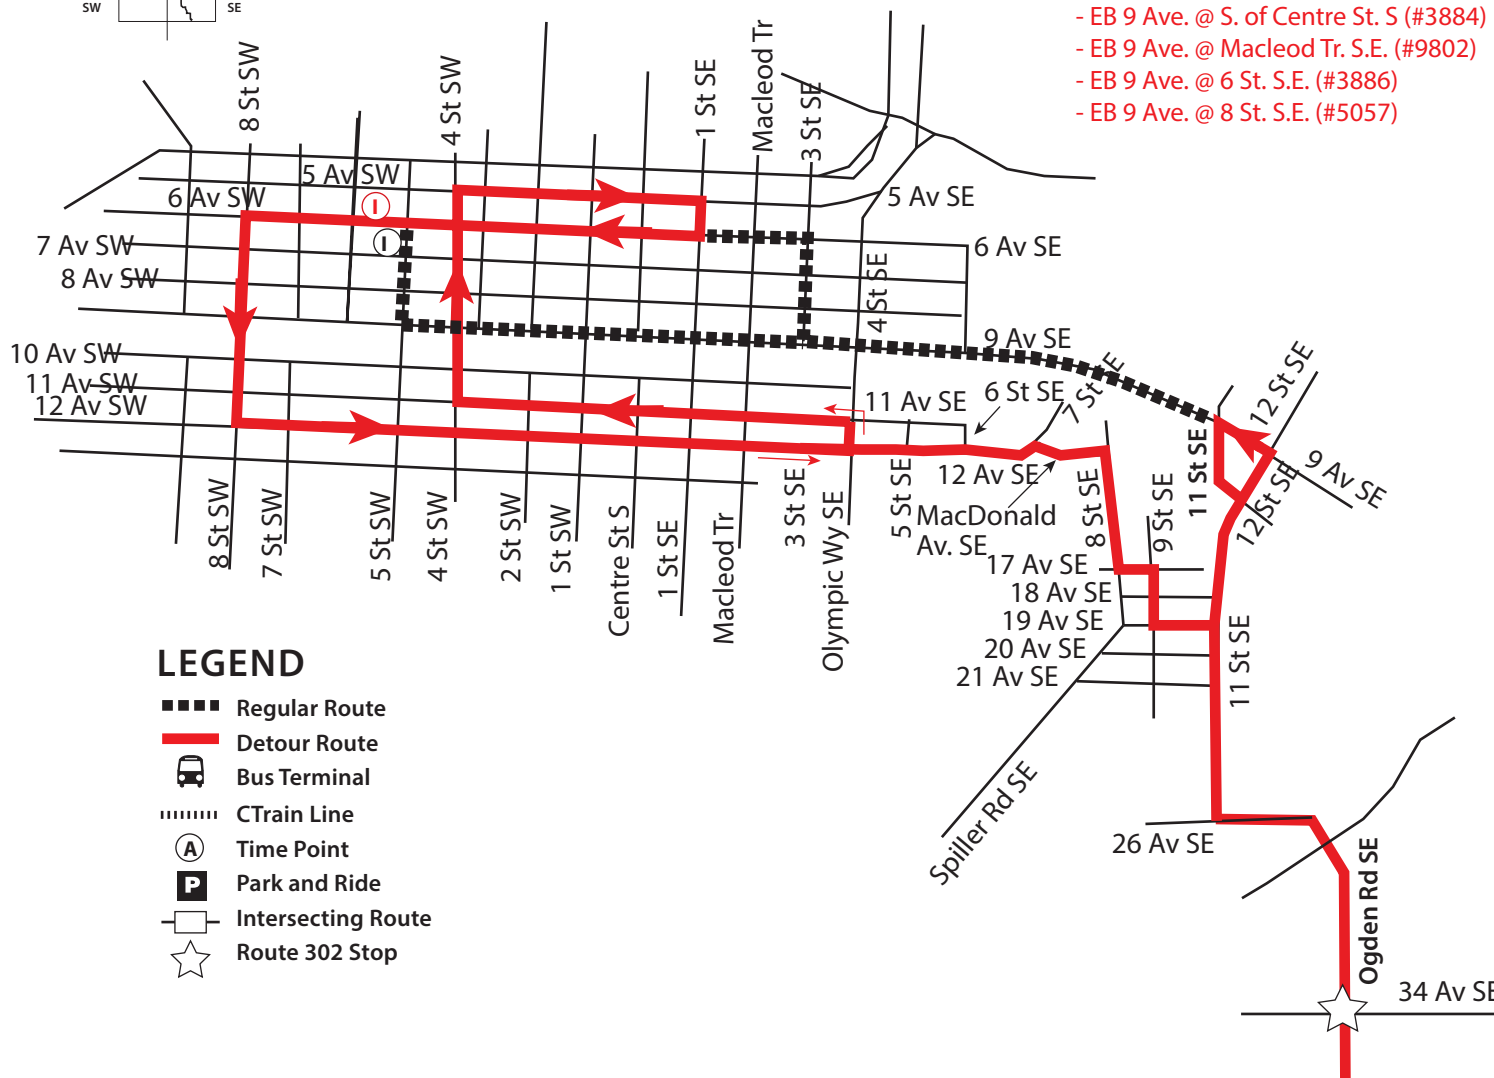 SW
SE
- EB 9 Ave. @ S. of Centre St. S (#3884)
- EB 9 Ave. @ Macleod Tr. S.E. (#9802)
- EB 9 Ave. @ 6 St. S.E. (#3886)
- EB 9 Ave. @ 8 St. S.E. (#5057)
8 St SW
4 St SW
1 St SE
Macleod Tr
3 St SE
5 Av SW
6 Av SW
I
I
7 Av SW
8 Av SW
5 Av SE
6 Av SE
4 St SE
9 Av SE
10 Av SW
11 Av SW
12 Av SW
11 Av SE
6 St SE
7 St SE
12 St SE
11 St SE
9 Av SE
12 St SE
12 Av SE
MacDonald
Av. SE
8 St SW
7 St SW
5 St SW
4 St SW
2 St SW
1 St SW
Centre St S
1 St SE
Macleod Tr
3 St SE
Olympic Wy SE
5 St SE
8 St SE
9 St SE
17 Av SE
18 Av SE
19 Av SE
20 Av SE
21 Av SE
11 St SE
Spiller Rd SE
26 Av SE
Ogden Rd SE
34 Av SE
LEGEND
Regular Route
Detour Route
Bus Terminal
CTrain Line
A
Time Point
P
Park and Ride
Intersecting Route
Route 302 Stop